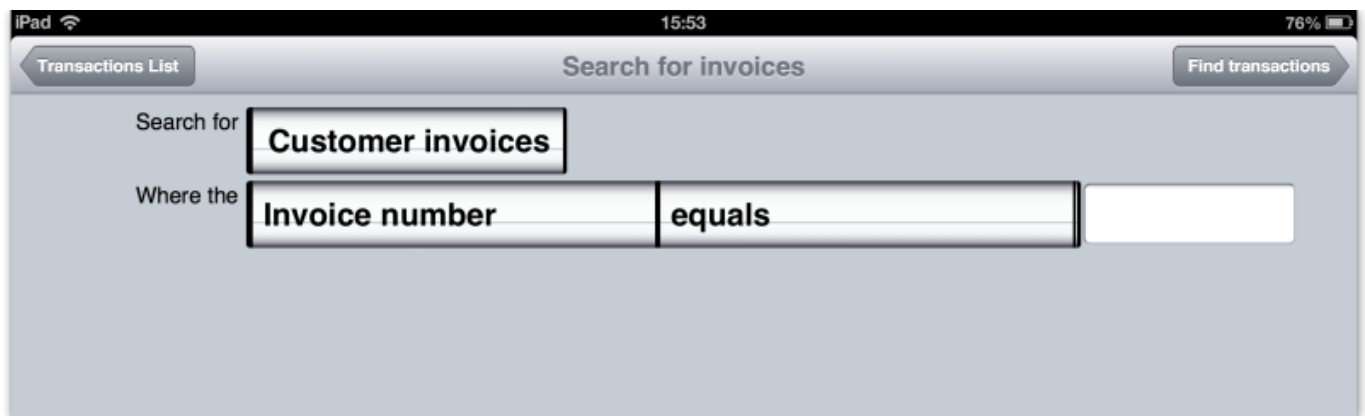 iPad 15:53 76%
Transactions List Search for invoices Find transactions
Search for Customer invoices
Where the Invoice number equals